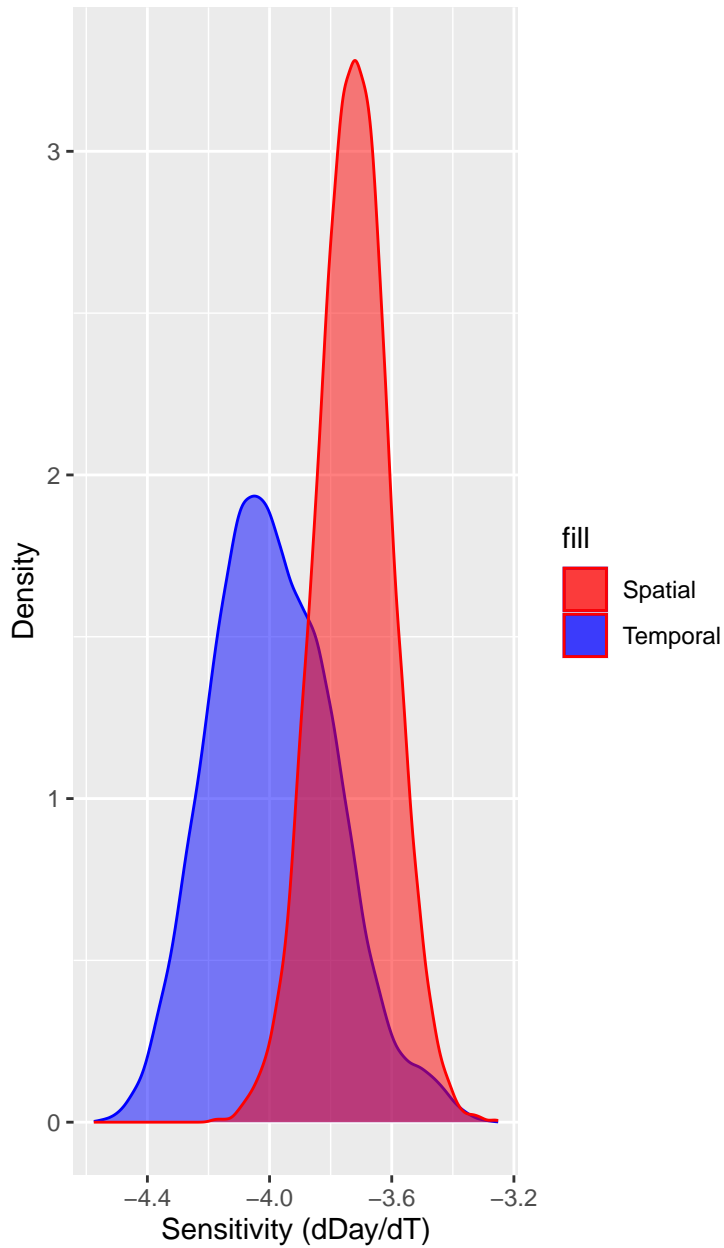 3
2
1
0
Density
−4.4
−4.0
−3.6
−3.2
Sensitivity (dDay/dT)
fill
Spatial
Temporal